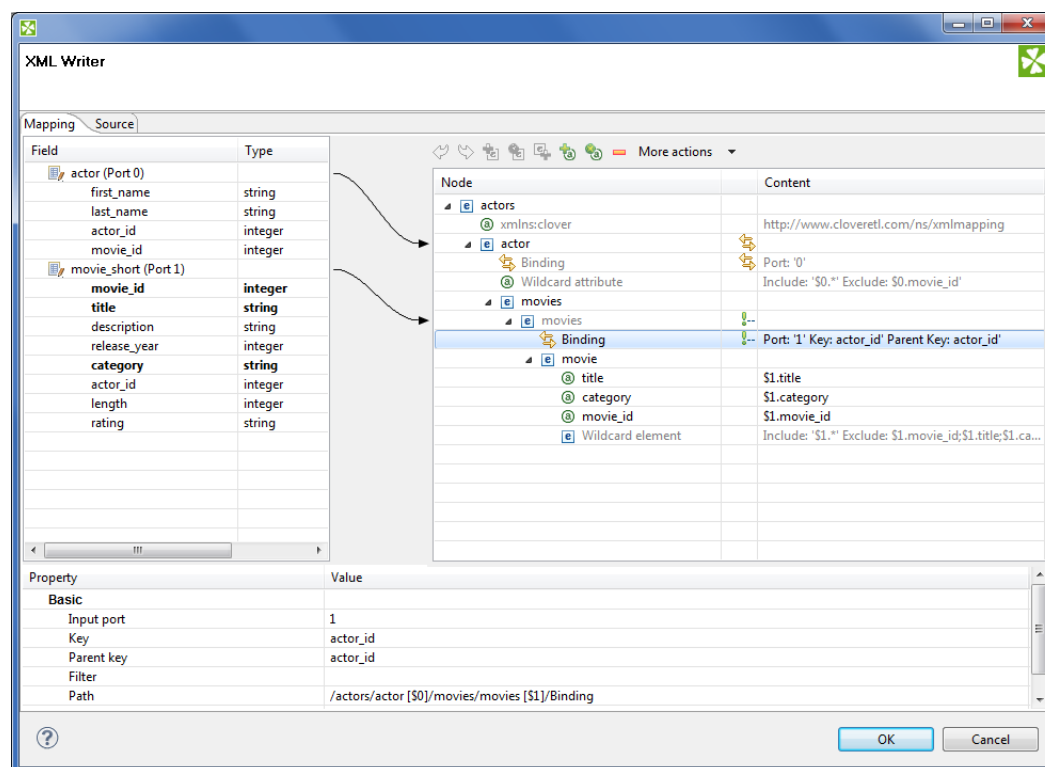 XML Writer
Mapping Source
Field Type
actor (Port 0)
first_name string
last_name string
actor_id integer
movie_id integer
movie_short (Port 1)
movie_id integer
title string
description string
release_year integer
category string
actor_id integer
length integer
rating string
More actions
Node Content
actors
xmlns:clover http://www.cloveretl.com/ns/xmlmapping
actor
Binding Port: '0'
Wildcard attribute Include: '$0.*' Exclude: $0.movie_id'
movies
movies
Binding Port: '1' Key: actor_id' Parent Key: actor_id'
movie
title $1.title
category $1.category
movie_id $1.movie_id
Wildcard element Include: '$1.*' Exclude: $1.movie_id;$1.title;$1.ca...
Property Value
Basic
Input port 1
Key actor_id
Parent key actor_id
Filter
Path /actors/actor [$0]/movies/movies [$1]/Binding
OK Cancel